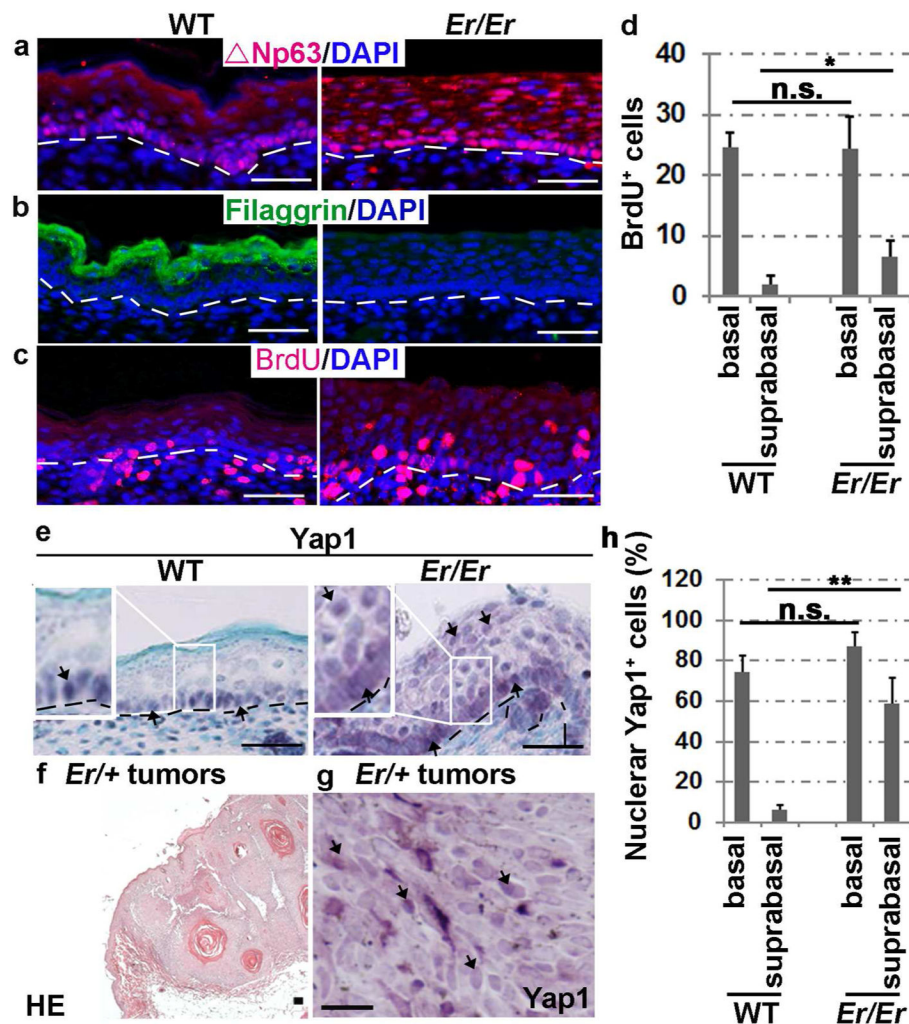 WT
Er/Er
a
△Np63/DAPI
b
Filaggrin/DAPI
c
BrdU/DAPI
d
40
30
20
10
0
BrdU⁺ cells
*
n.s.
basal
suprabasal
basal
suprabasal
WT
Er/Er
e
Yap1
WT
Er/Er
f Er/+ tumors
HE
g Er/+ tumors
Yap1
h
120
100
80
60
40
20
0
Nuclerar Yap1⁺ cells (%)
**
n.s.
basal
suprabasal
basal
suprabasal
WT
Er/Er